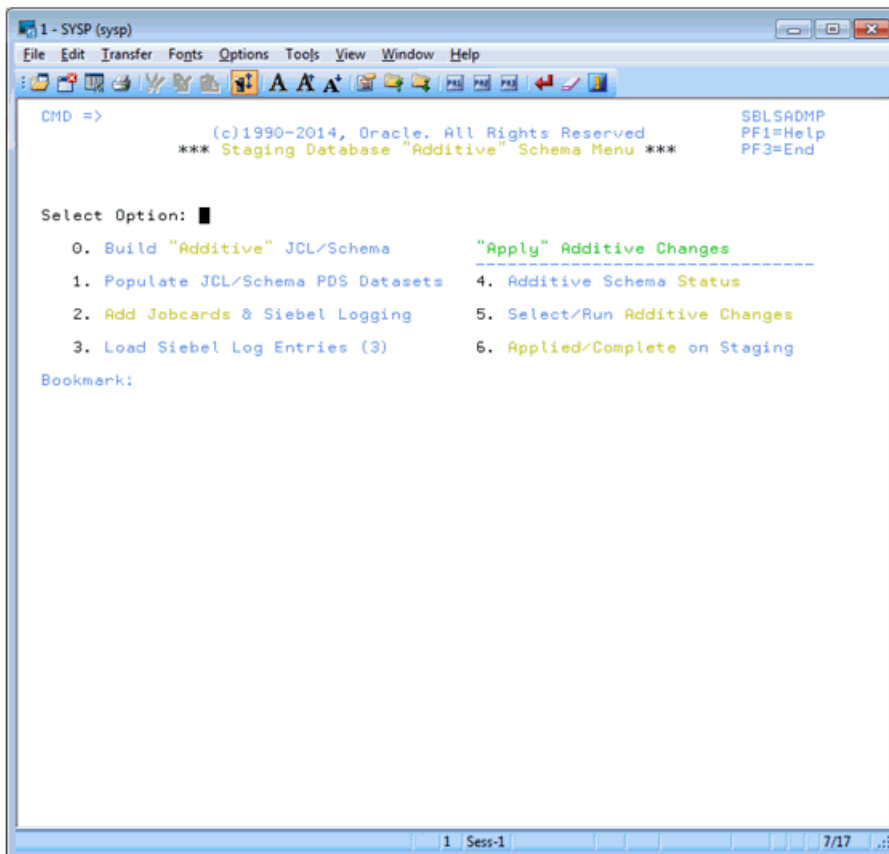 1 - SYSP (sysp)
File Edit Transfer Fonts Options Tools View Window Help
PA1 PA2 PA3
CMD => SBLSADMP
(c)1990-2014, Oracle. All Rights Reserved PF1=Help
*** Staging Database "Additive" Schema Menu *** PF3=End
Select Option:
0. Build "Additive" JCL/Schema "Apply" Additive Changes
1. Populate JCL/Schema PDS Datasets 4. Additive Schema Status
2. Add Jobcards & Siebel Logging 5. Select/Run Additive Changes
3. Load Siebel Log Entries (3) 6. Applied/Complete on Staging
Bookmark:
1 Sess-1 7/17